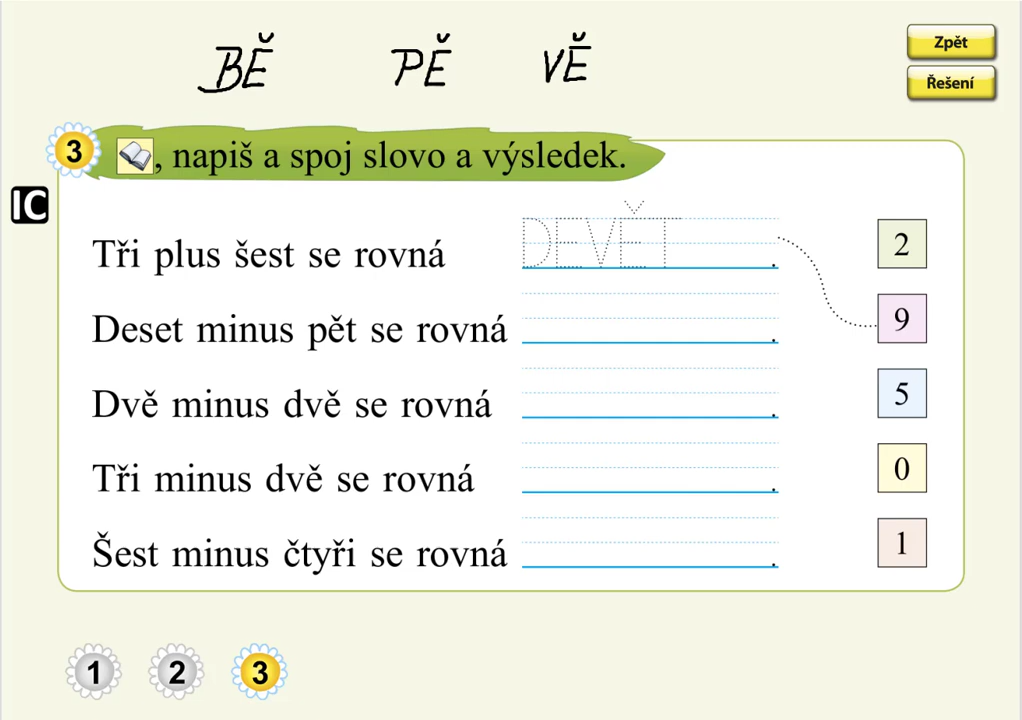 BĚ PĚ VĚ
Zpět
Řešení
3 , napiš a spoj slovo a výsledek.
IC
Tři plus šest se rovná DEVĚT. 2
Deset minus pět se rovná . 9
Dvě minus dvě se rovná . 5
Tři minus dvě se rovná . 0
Šest minus čtyři se rovná . 1
1 2 3